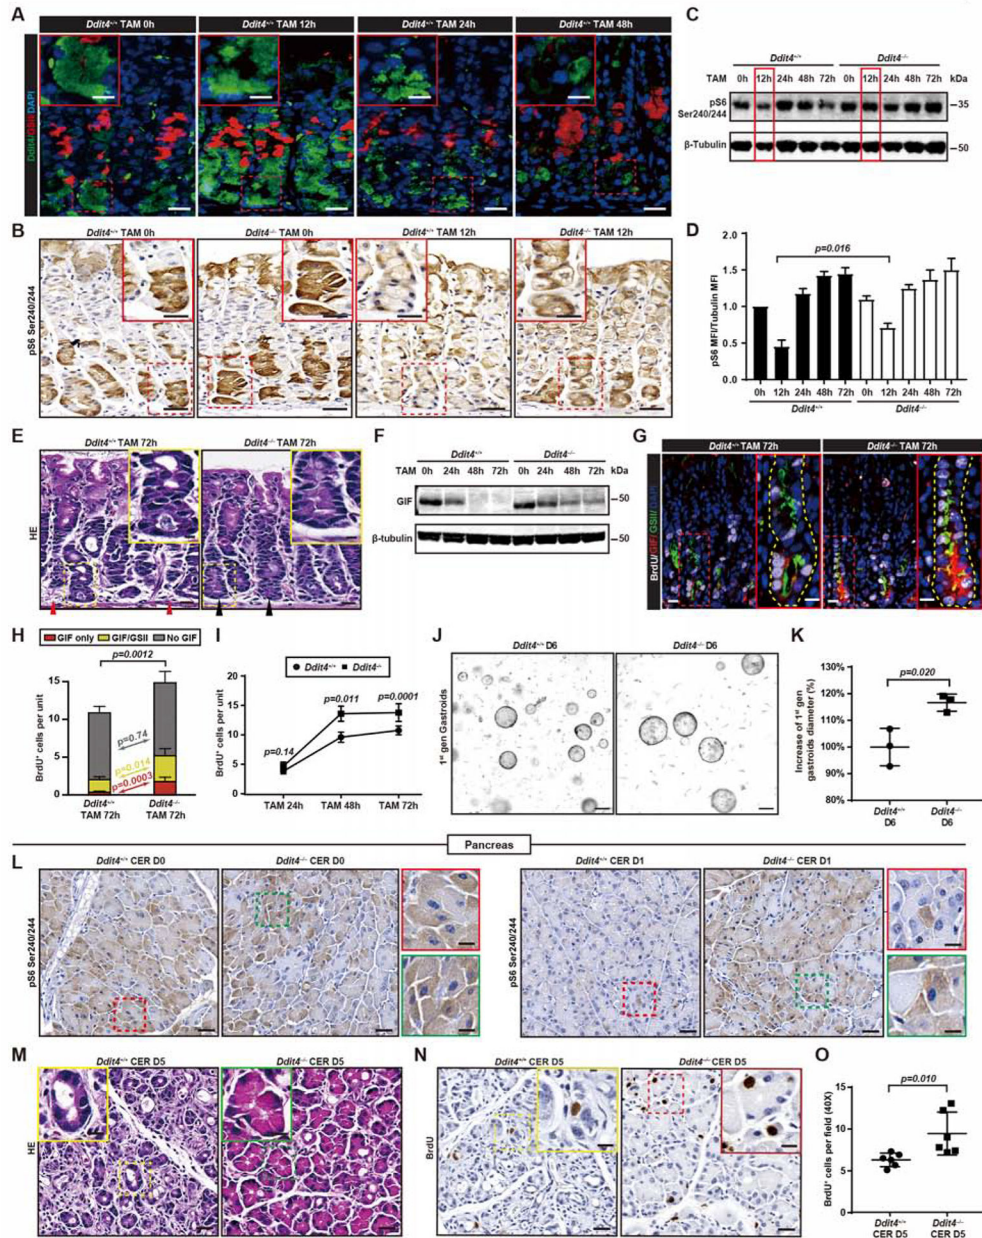 A
Ddit4+/+ TAM 0h
Ddit4+/+ TAM 12h
Ddit4+/+ TAM 24h
Ddit4+/+ TAM 48h
Ddit4/GSII/DAPI
B
Ddit4+/+ TAM 0h
Ddit4-/- TAM 0h
Ddit4+/+ TAM 12h
Ddit4-/- TAM 12h
pS6 Ser240/244
C
Ddit4+/+ Ddit4-/-
TAM 0h 12h 24h 48h 72h 0h 12h 24h 48h 72h kDa
pS6
Ser240/244
35
β-Tubulin
50
D
pS6 MFI/Tubulin MFI
2.0
1.5
1.0
0.5
0.0
p=0.016
0h 12h 24h 48h 72h 0h 12h 24h 48h 72h
Ddit4+/+ Ddit4-/-
E
Ddit4+/+ TAM 72h
Ddit4-/- TAM 72h
HE
F
Ddit4+/+ Ddit4-/-
TAM 0h 24h 48h 72h 0h 24h 48h 72h kDa
GIF
50
β-tubulin
50
G
Ddit4+/+ TAM 72h
Ddit4-/- TAM 72h
BrdU/GIF/GSII/
H
GIF only GIF/GSII No GIF
p=0.0012
BrdU+ cells per unit
15
10
5
0
p=0.74
p=0.014
p=0.0003
Ddit4+/+ TAM 72h
Ddit4-/- TAM 72h
I
Ddit4+/+ Ddit4-/-
BrdU+ cells per unit
20
15
10
5
0
p=0.14
p=0.011
p=0.0001
TAM 24h TAM 48h TAM 72h
J
Ddit4+/+ D6
Ddit4-/- D6
1st gen Gastroids
K
Increase of 1st gen
gastroids diameter (%)
130%
120%
110%
100%
90%
80%
p=0.020
Ddit4+/+ D6
Ddit4-/- D6
Pancreas
L
Ddit4+/+ CER D0
Ddit4-/- CER D0
pS6 Ser240/244
Ddit4+/+ CER D1
Ddit4-/- CER D1
pS6 Ser240/244
M
Ddit4+/+ CER D5
Ddit4-/- CER D5
HE
N
Ddit4+/+ CER D5
Ddit4-/- CER D5
BrdU
O
BrdU+ cells per field (40X)
15
10
5
0
p=0.010
Ddit4+/+ CER D5
Ddit4-/- CER D5